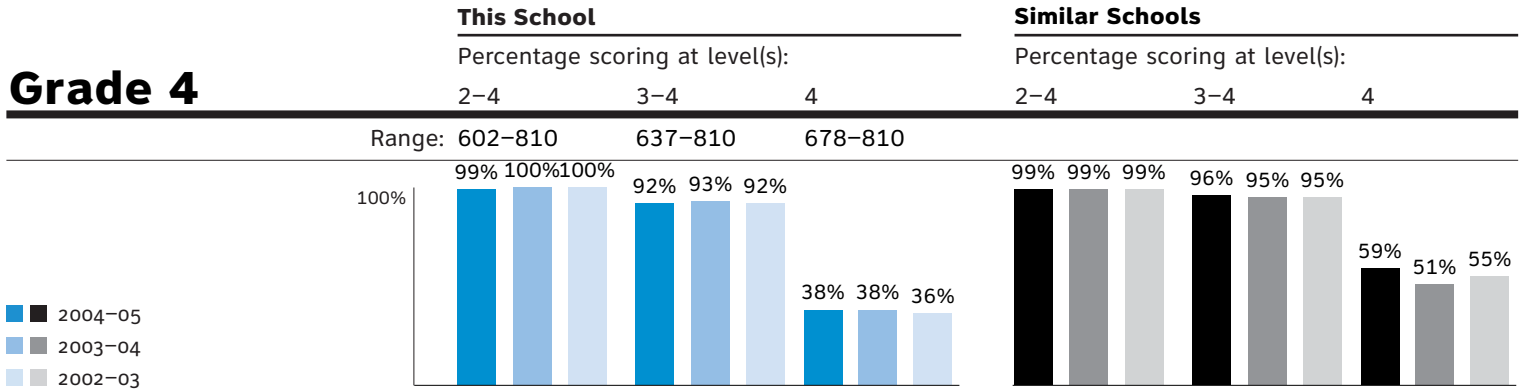 This School Similar Schools
Percentage scoring at level(s): Percentage scoring at level(s):
Grade 4
2–4 3–4 4 2–4 3–4 4
Range: 602–810 637–810 678–810
99% 100% 100% 92% 93% 92% 99% 99% 99% 96% 95% 95%
100%
59% 51% 55%
38% 38% 36%
2004–05
2003–04
2002–03